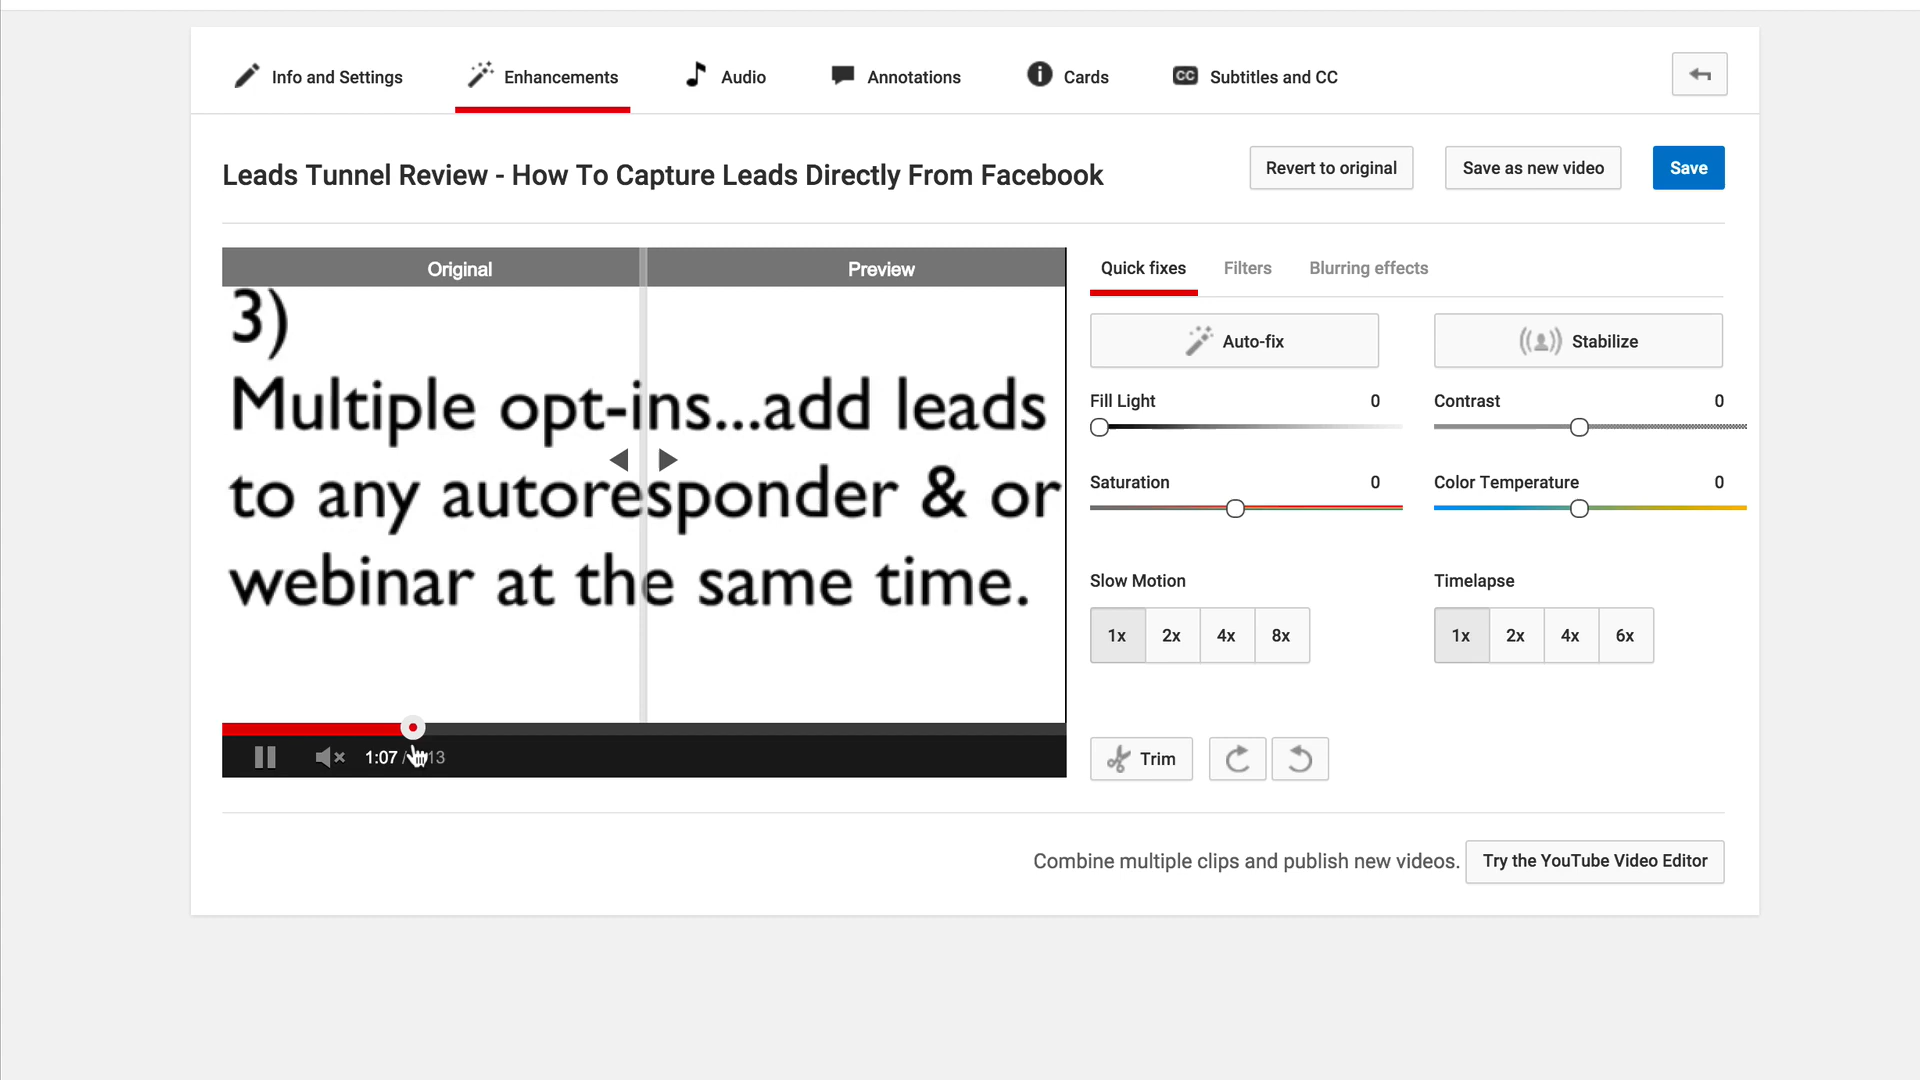 Info and Settings
Enhancements
Audio
Annotations
Cards
CC Subtitles and CC
Leads Tunnel Review - How To Capture Leads Directly From Facebook
Revert to original
Save as new video
Save
Original
Preview
3)
Multiple opt-ins...add leads
to any autoresponder & or
webinar at the same time.
1:07 / 13
Quick fixes
Filters
Blurring effects
Auto-fix
Stabilize
Fill Light 0
Contrast 0
Saturation 0
Color Temperature 0
Slow Motion
1x 2x 4x 8x
Timelapse
1x 2x 4x 6x
Trim
Combine multiple clips and publish new videos.
Try the YouTube Video Editor